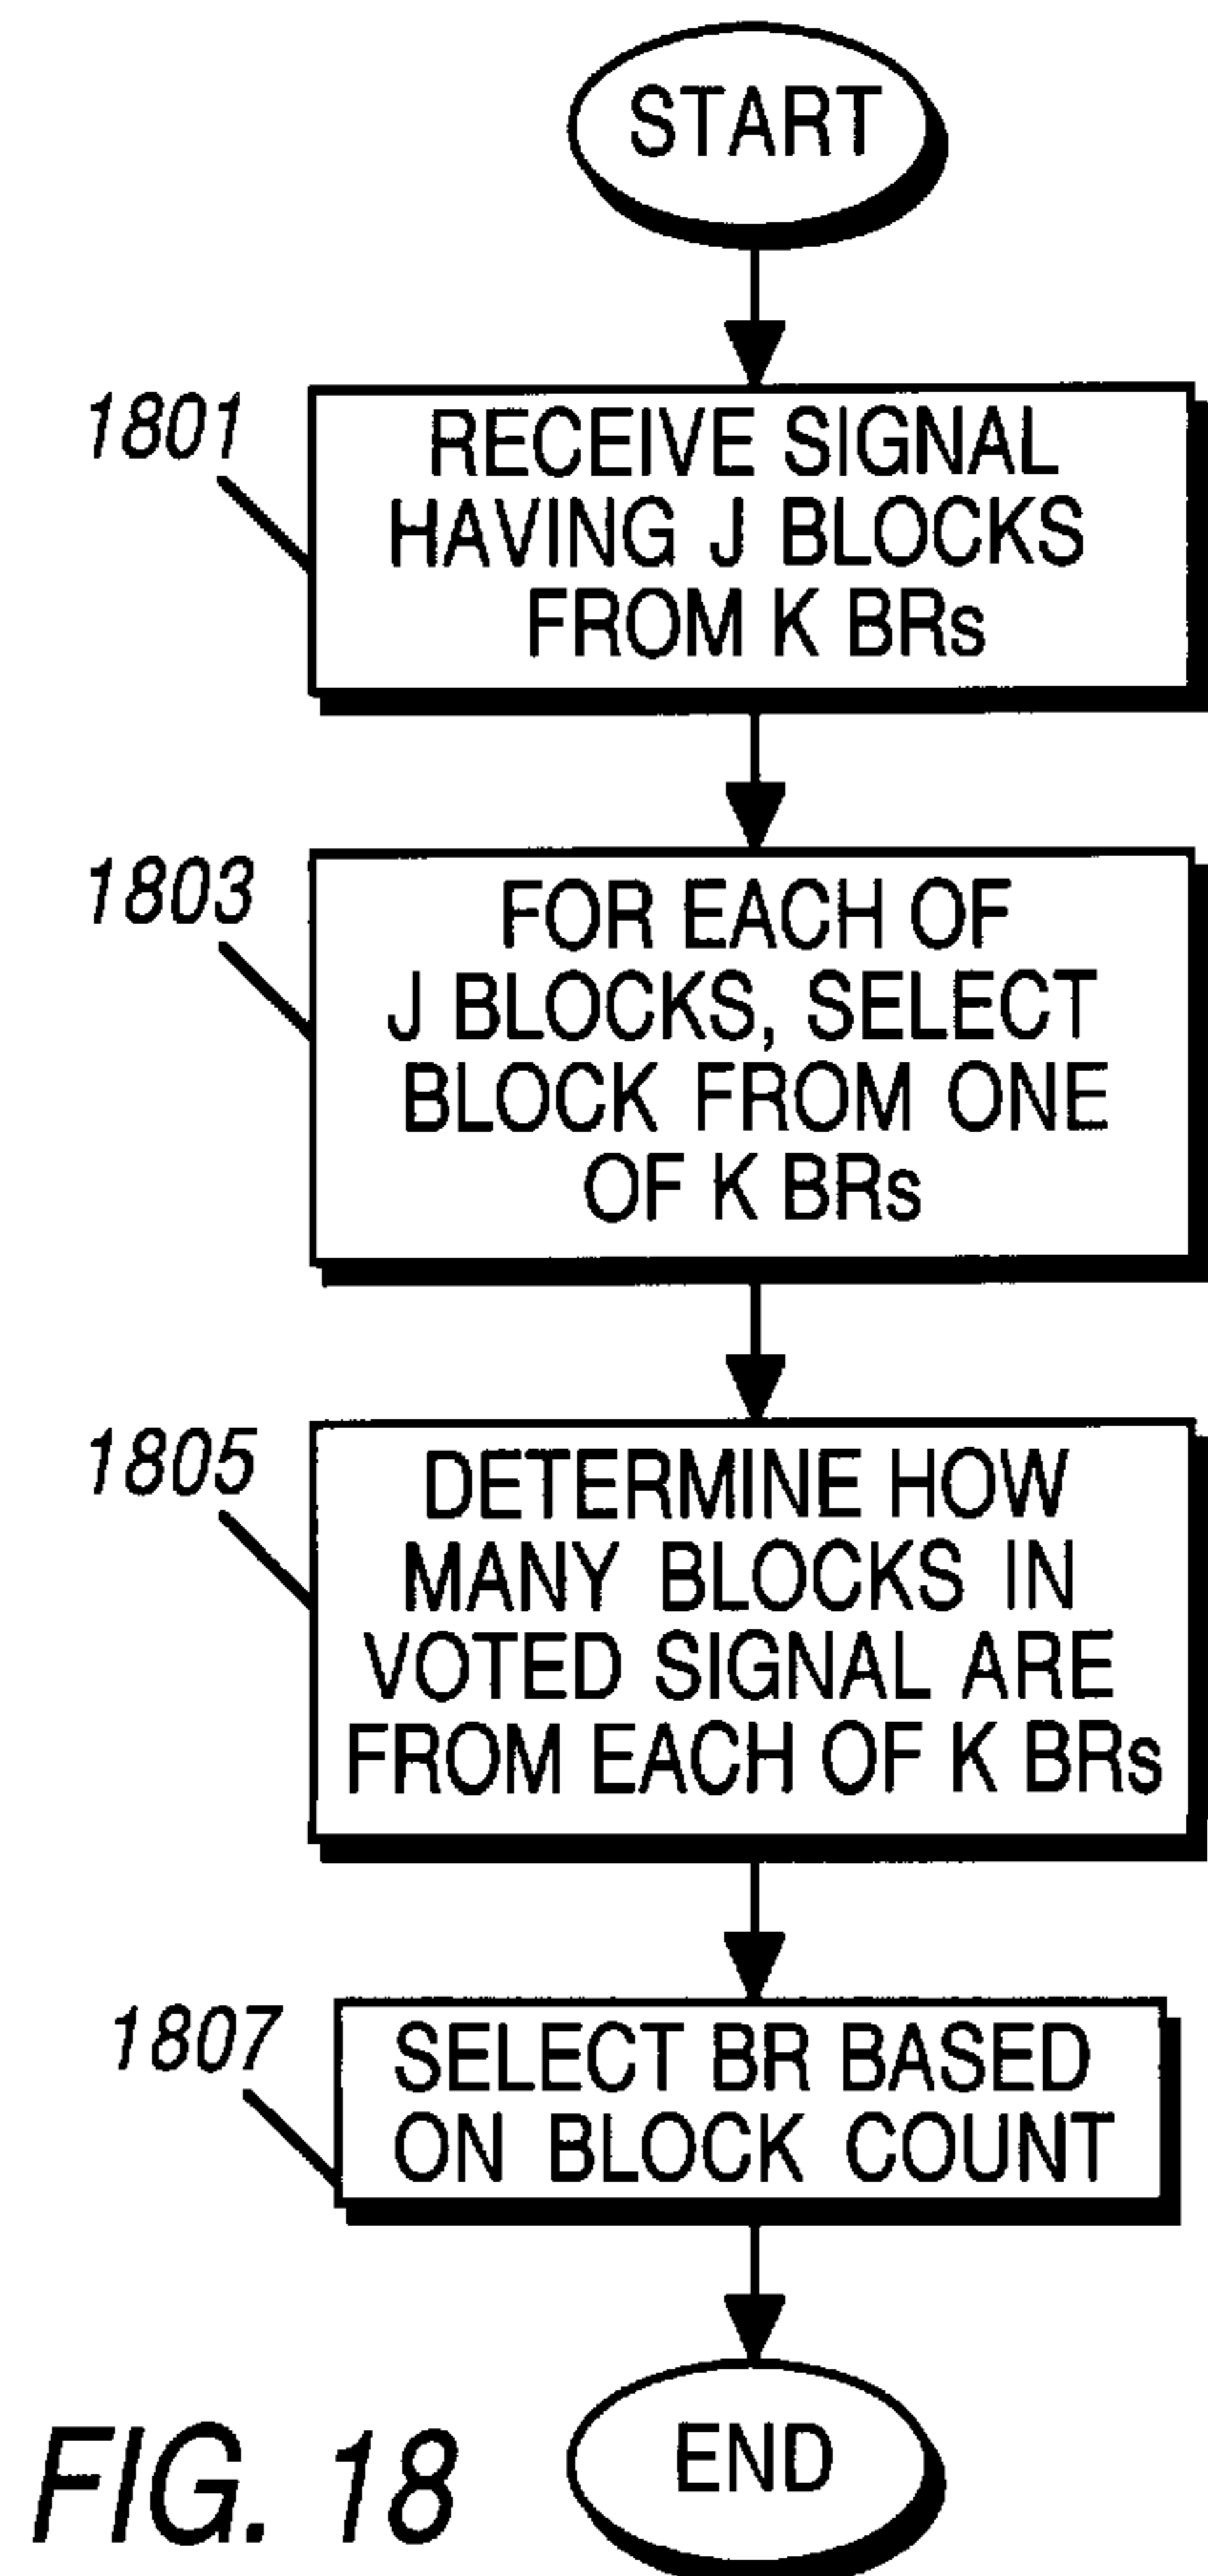 START
1801
RECEIVE SIGNAL
HAVING J BLOCKS
FROM K BRs
1803
FOR EACH OF
J BLOCKS, SELECT
BLOCK FROM ONE
OF K BRs
1805
DETERMINE HOW
MANY BLOCKS IN
VOTED SIGNAL ARE
FROM EACH OF K BRs
1807
SELECT BR BASED
ON BLOCK COUNT
END
FIG. 18